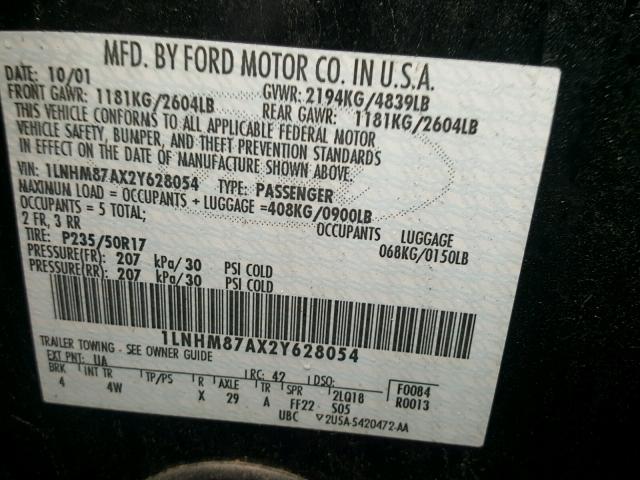 MFD. BY FORD MOTOR CO. IN U.S.A.
DATE: 10/01 GVWR: 2194KG/4839LB
FRONT GAWR: 1181KG/2604LB REAR GAWR: 1181KG/2604LB
THIS VEHICLE CONFORMS TO ALL APPLICABLE FEDERAL MOTOR
VEHICLE SAFETY, BUMPER, AND THEFT PREVENTION STANDARDS
IN EFFECT ON THE DATE OF MANUFACTURE SHOWN ABOVE.
VIN: 1LNHM87AX2Y628054 TYPE: PASSENGER
MAXIMUM LOAD = OCCUPANTS + LUGGAGE =408KG/0900LB
OCCUPANTS = 5 TOTAL; OCCUPANTS LUGGAGE
2 FR, 3 RR 068KG/0150LB
TIRE: P235/50R17
PRESSURE(FR): 207 kPa/30 PSI COLD
PRESSURE(RR): 207 kPa/30 PSI COLD
1LNHM87AX2Y628054
TRAILER TOWING - SEE OWNER GUIDE
EXT PNT: UA RC: 42 DSO: F0084
BRK INT TR TP/PS R AXLE TR SPR 2LQ18 R0013
4 4W X 29 A FF22 S05
UBC ▽2USA-5420472-AA